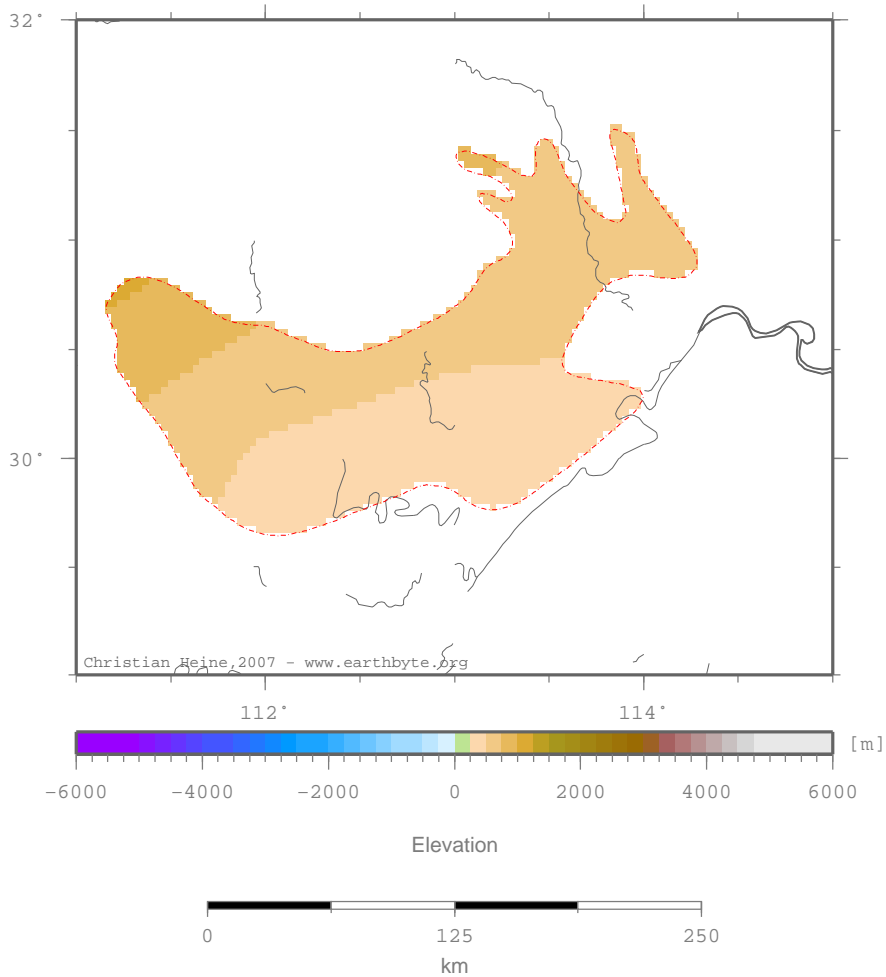 32°
30°
Christian Heine,2007 - www.earthbyte.org
112° 114°
[m]
-6000 -4000 -2000 0 2000 4000 6000
Elevation
0 125 250
km